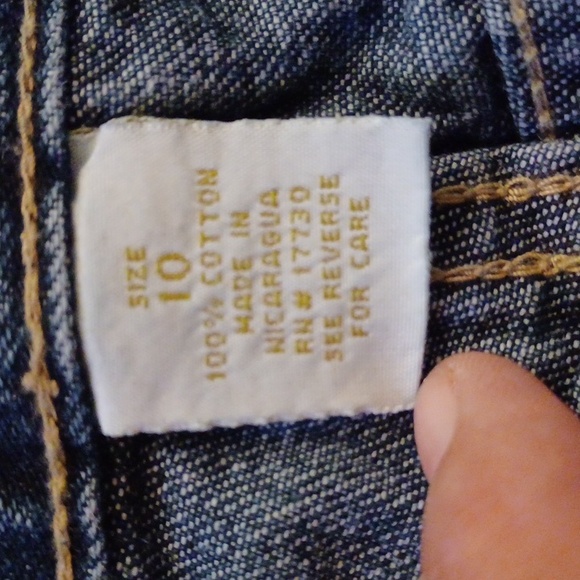 SIZE
10
100% COTTON
MADE IN
NICARAGUA
RN# 17730
SEE REVERSE
FOR CARE